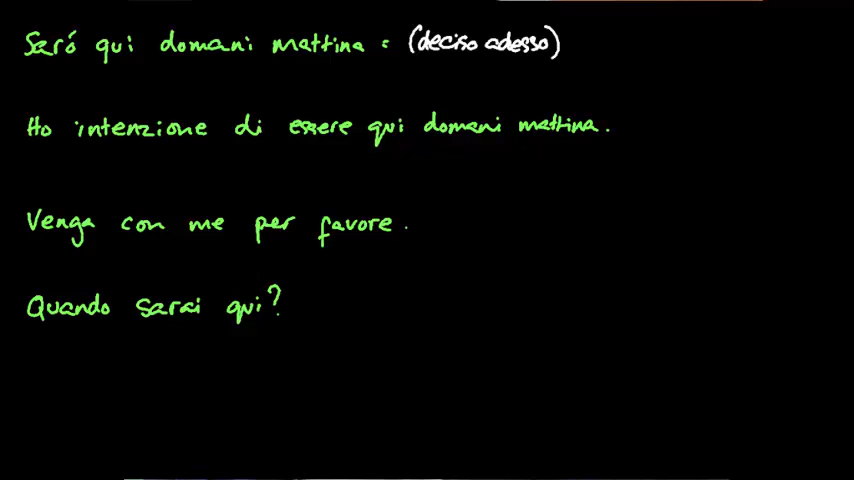 Saró qui domani mattina = (deciso adesso)
Ho intenzione di essere qui domani mattina.
Venga con me per favore.
Quando sarai qui?